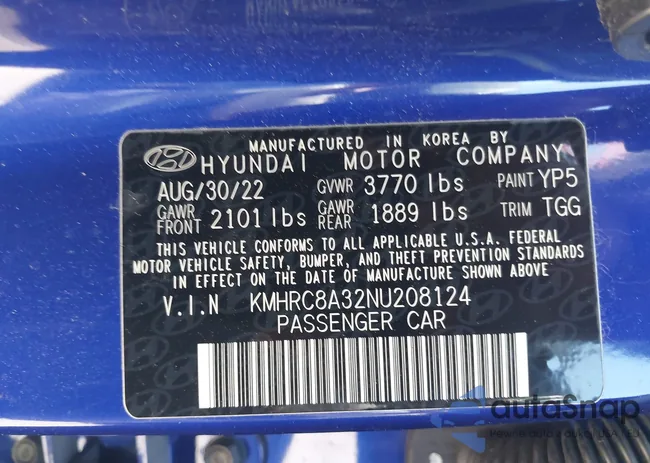 MANUFACTURED IN KOREA BY
HYUNDAI MOTOR COMPANY
AUG/30/22 GVWR 3770 lbs PAINT YP5
GAWR FRONT 2101 lbs GAWR REAR 1889 lbs TRIM TGG
THIS VEHICLE CONFORMS TO ALL APPLICABLE U.S.A. FEDERAL
MOTOR VEHICLE SAFETY, BUMPER, AND THEFT PREVENTION STANDARDS
IN EFFECT ON THE DATE OF MANUFACTURE SHOWN ABOVE
V.I.N KMHRC8A32NU208124
PASSENGER CAR
autoSnap